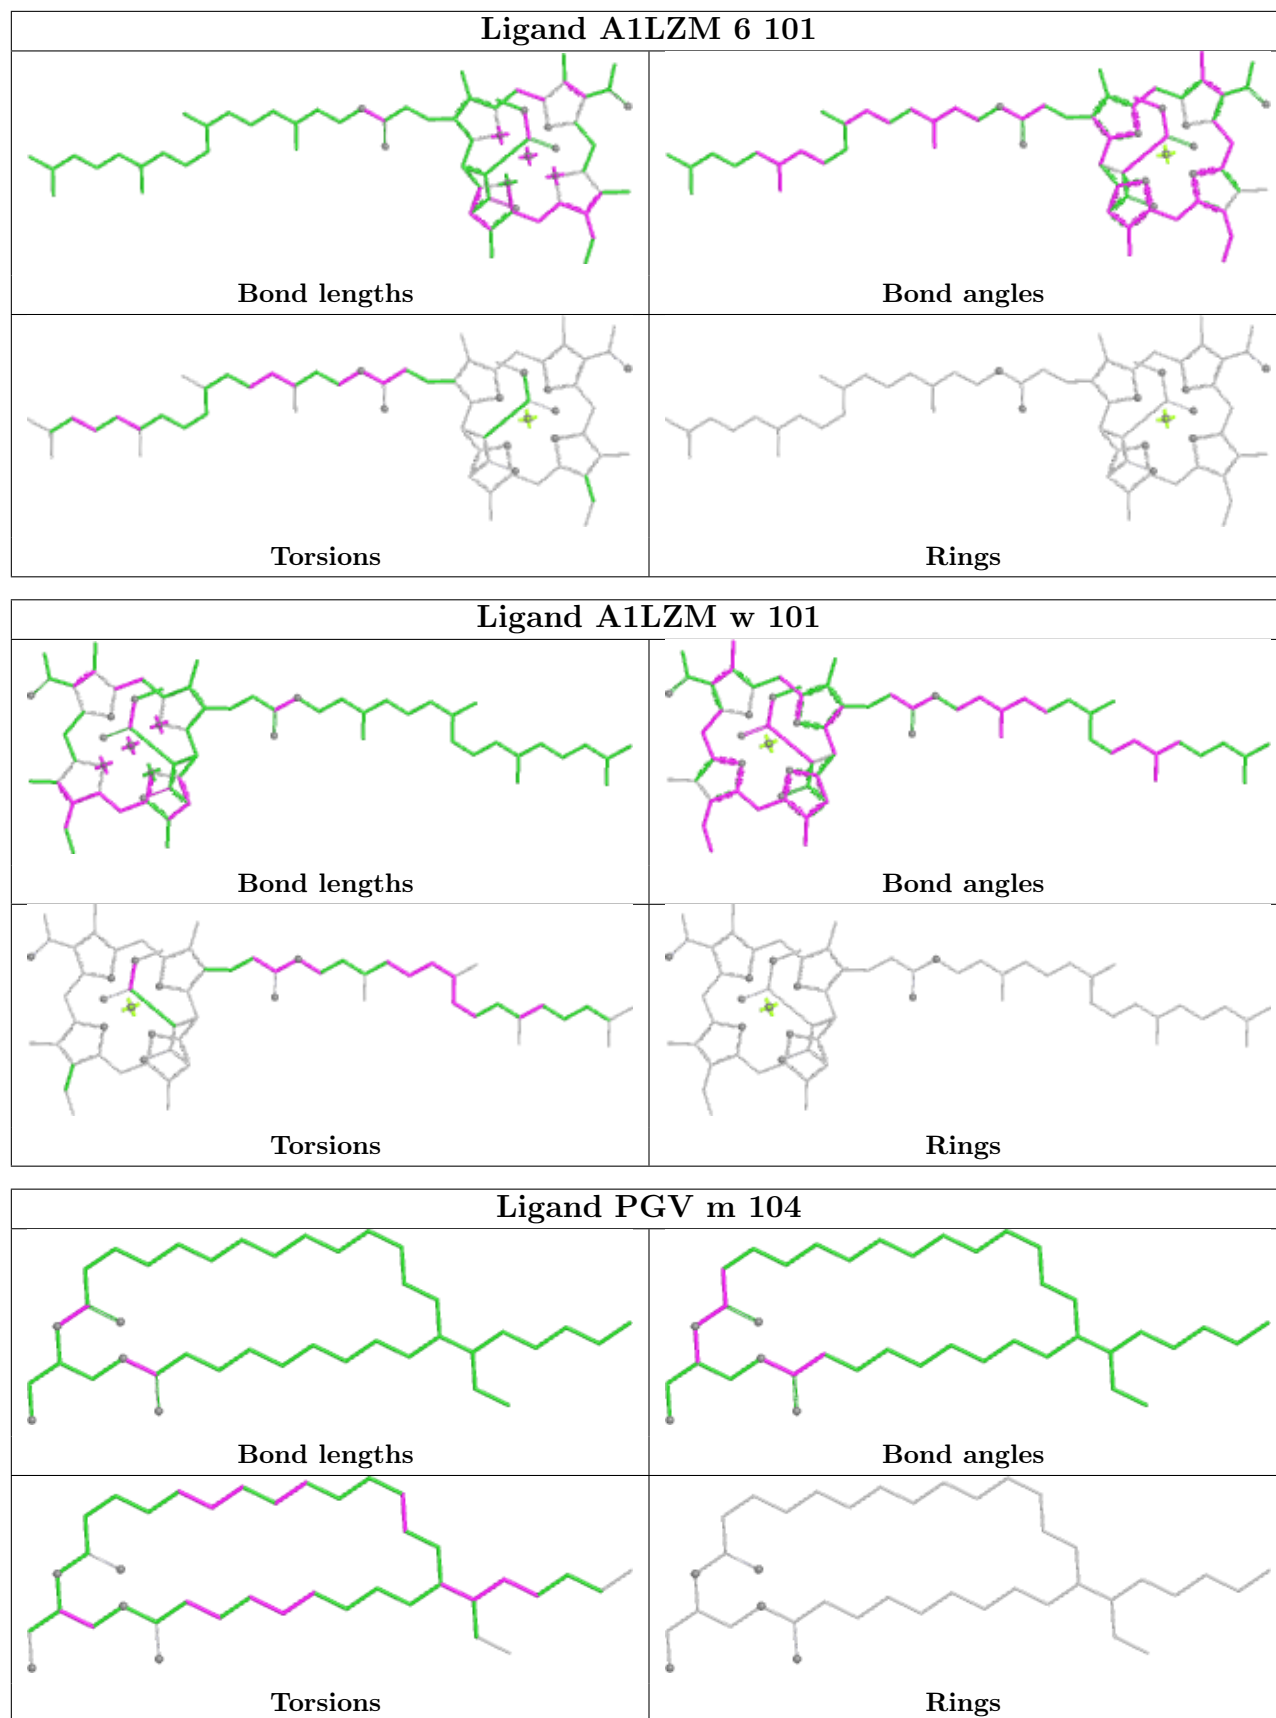 Ligand A1LZM 6 101
Bond lengths
Bond angles
Torsions
Rings
Ligand A1LZM w 101
Bond lengths
Bond angles
Torsions
Rings
Ligand PGV m 104
Bond lengths
Bond angles
Torsions
Rings